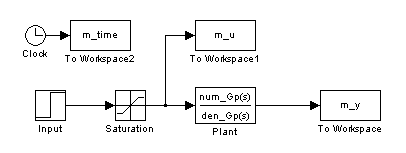 m_time
m_u
Clock
To Workspace2
To Workspace1
num_Gp(s)
den_Gp(s)
m_y
Input
Saturation
Plant
To Workspace